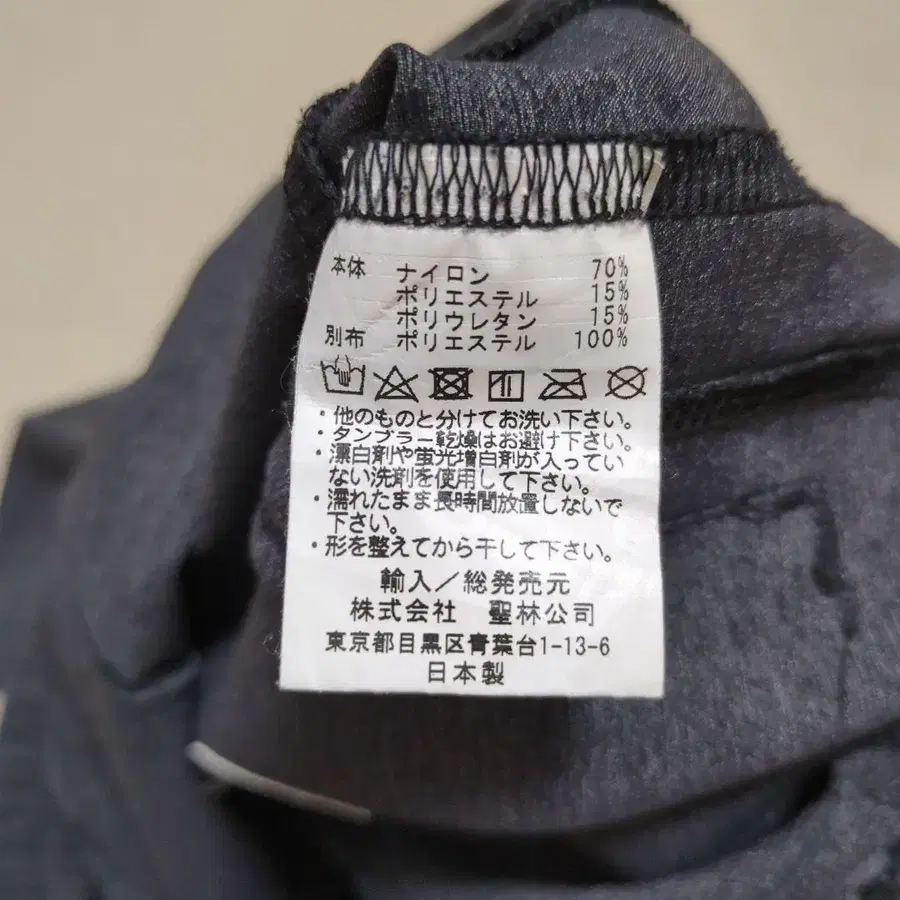 本体 ナイロン 70%
ポリエステル 15%
ポリウレタン 15%
別布 ポリエステル 100%
・他のものと分けてお洗い下さい。
・タンブラー乾燥はお避け下さい。
・漂白剤や蛍光増白剤が入ってい
ない洗剤を使用して下さい。
・濡れたまま長時間放置しないで
下さい。
・形を整えてから干して下さい。
輸入／総発売元
株式会社 聖林公司
東京都目黒区青葉台1-13-6
日本製